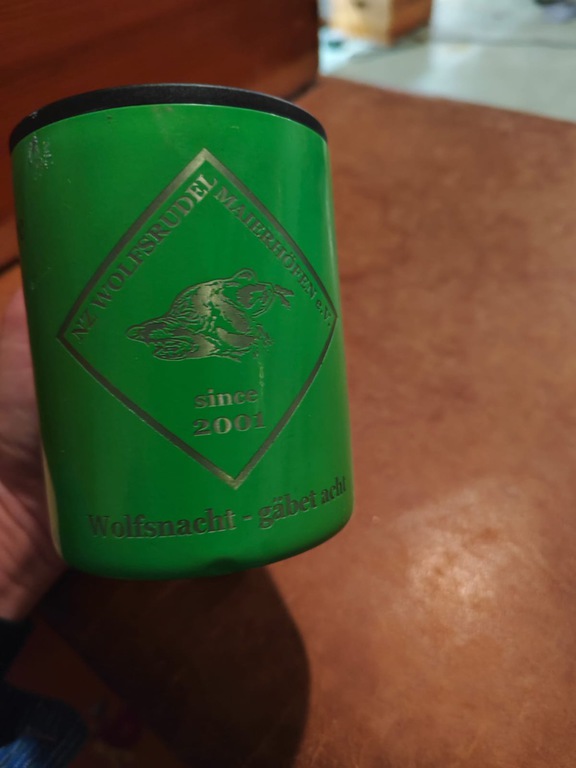 NZ WOLFSRUDEL
MAIERHÖFEN e.V.
since
2001
Wolfsnacht - gäbet acht